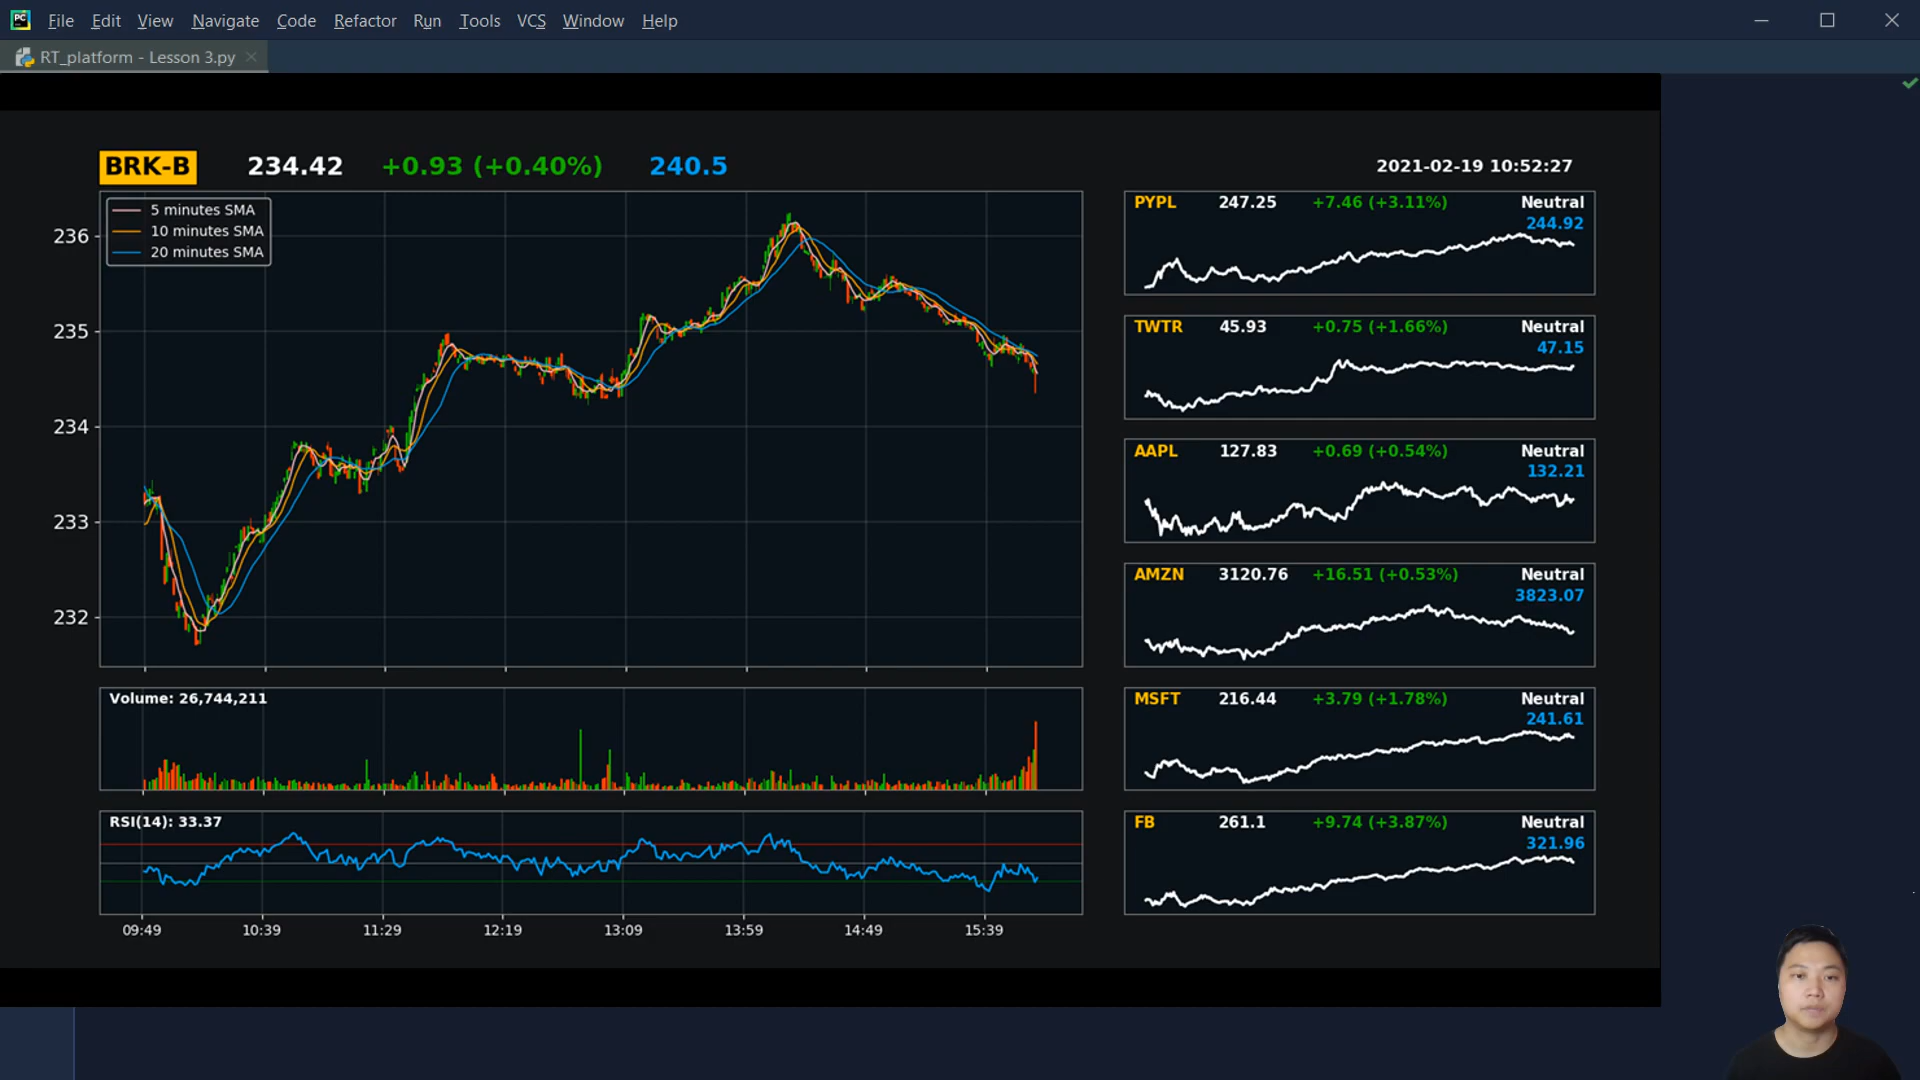 PC
File Edit View Navigate Code Refactor Run Tools VCS Window Help
RT_platform - Lesson 3.py
BRK-B 234.42 +0.93 (+0.40%) 240.5
2021-02-19 10:52:27
5 minutes SMA
10 minutes SMA
20 minutes SMA
236
235
234
233
232
Volume: 26,744,211
RSI(14): 33.37
09:49 10:39 11:29 12:19 13:09 13:59 14:49 15:39
PYPL 247.25 +7.46 (+3.11%) Neutral
244.92
TWTR 45.93 +0.75 (+1.66%) Neutral
47.15
AAPL 127.83 +0.69 (+0.54%) Neutral
132.21
AMZN 3120.76 +16.51 (+0.53%) Neutral
3823.07
MSFT 216.44 +3.79 (+1.78%) Neutral
241.61
FB 261.1 +9.74 (+3.87%) Neutral
321.96